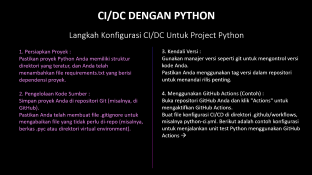 CI/DC DENGAN PYTHON
Langkah Konfigurasi CI/DC Untuk Project Python
1. Persiapkan Proyek :
Pastikan proyek Python Anda memiliki struktur
direktori yang teratur, dan Anda telah
menambahkan file requirements.txt yang berisi
dependensi proyek.
2. Pengelolaan Kode Sumber :
Simpan proyek Anda di repositori Git (misalnya, di
GitHub).
Pastikan Anda telah membuat file .gitignore untuk
mengabaikan file yang tidak perlu di-repo (misalnya,
berkas .pyc atau direktori virtual environment).
3. Kendali Versi :
Gunakan manajer versi seperti git untuk mengontrol versi
kode Anda.
Pastikan Anda menggunakan tag versi dalam repositori
untuk menandai rilis penting.
4. Menggunakan GitHub Actions (Contoh) :
Buka repositori GitHub Anda dan klik "Actions" untuk
mengaktifkan GitHub Actions.
Buat file konfigurasi CI/CD di direktori .github/workflows,
misalnya python-ci.yml. Berikut adalah contoh konfigurasi
untuk menjalankan unit test Python menggunakan GitHub
Actions →